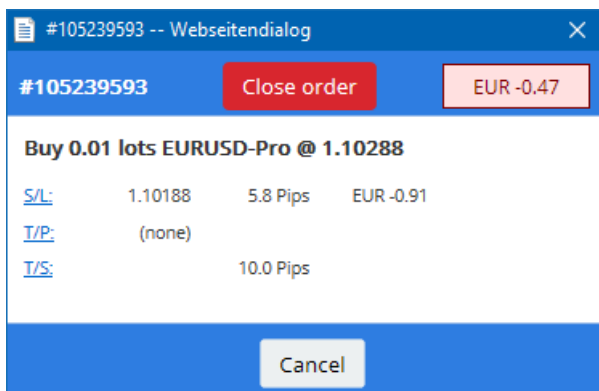 #105239593 -- Webseitendialog
#105239593 Close order EUR -0.47
Buy 0.01 lots EURUSD-Pro @ 1.10288
S/L: 1.10188 5.8 Pips EUR -0.91
T/P: (none)
T/S: 10.0 Pips
Cancel